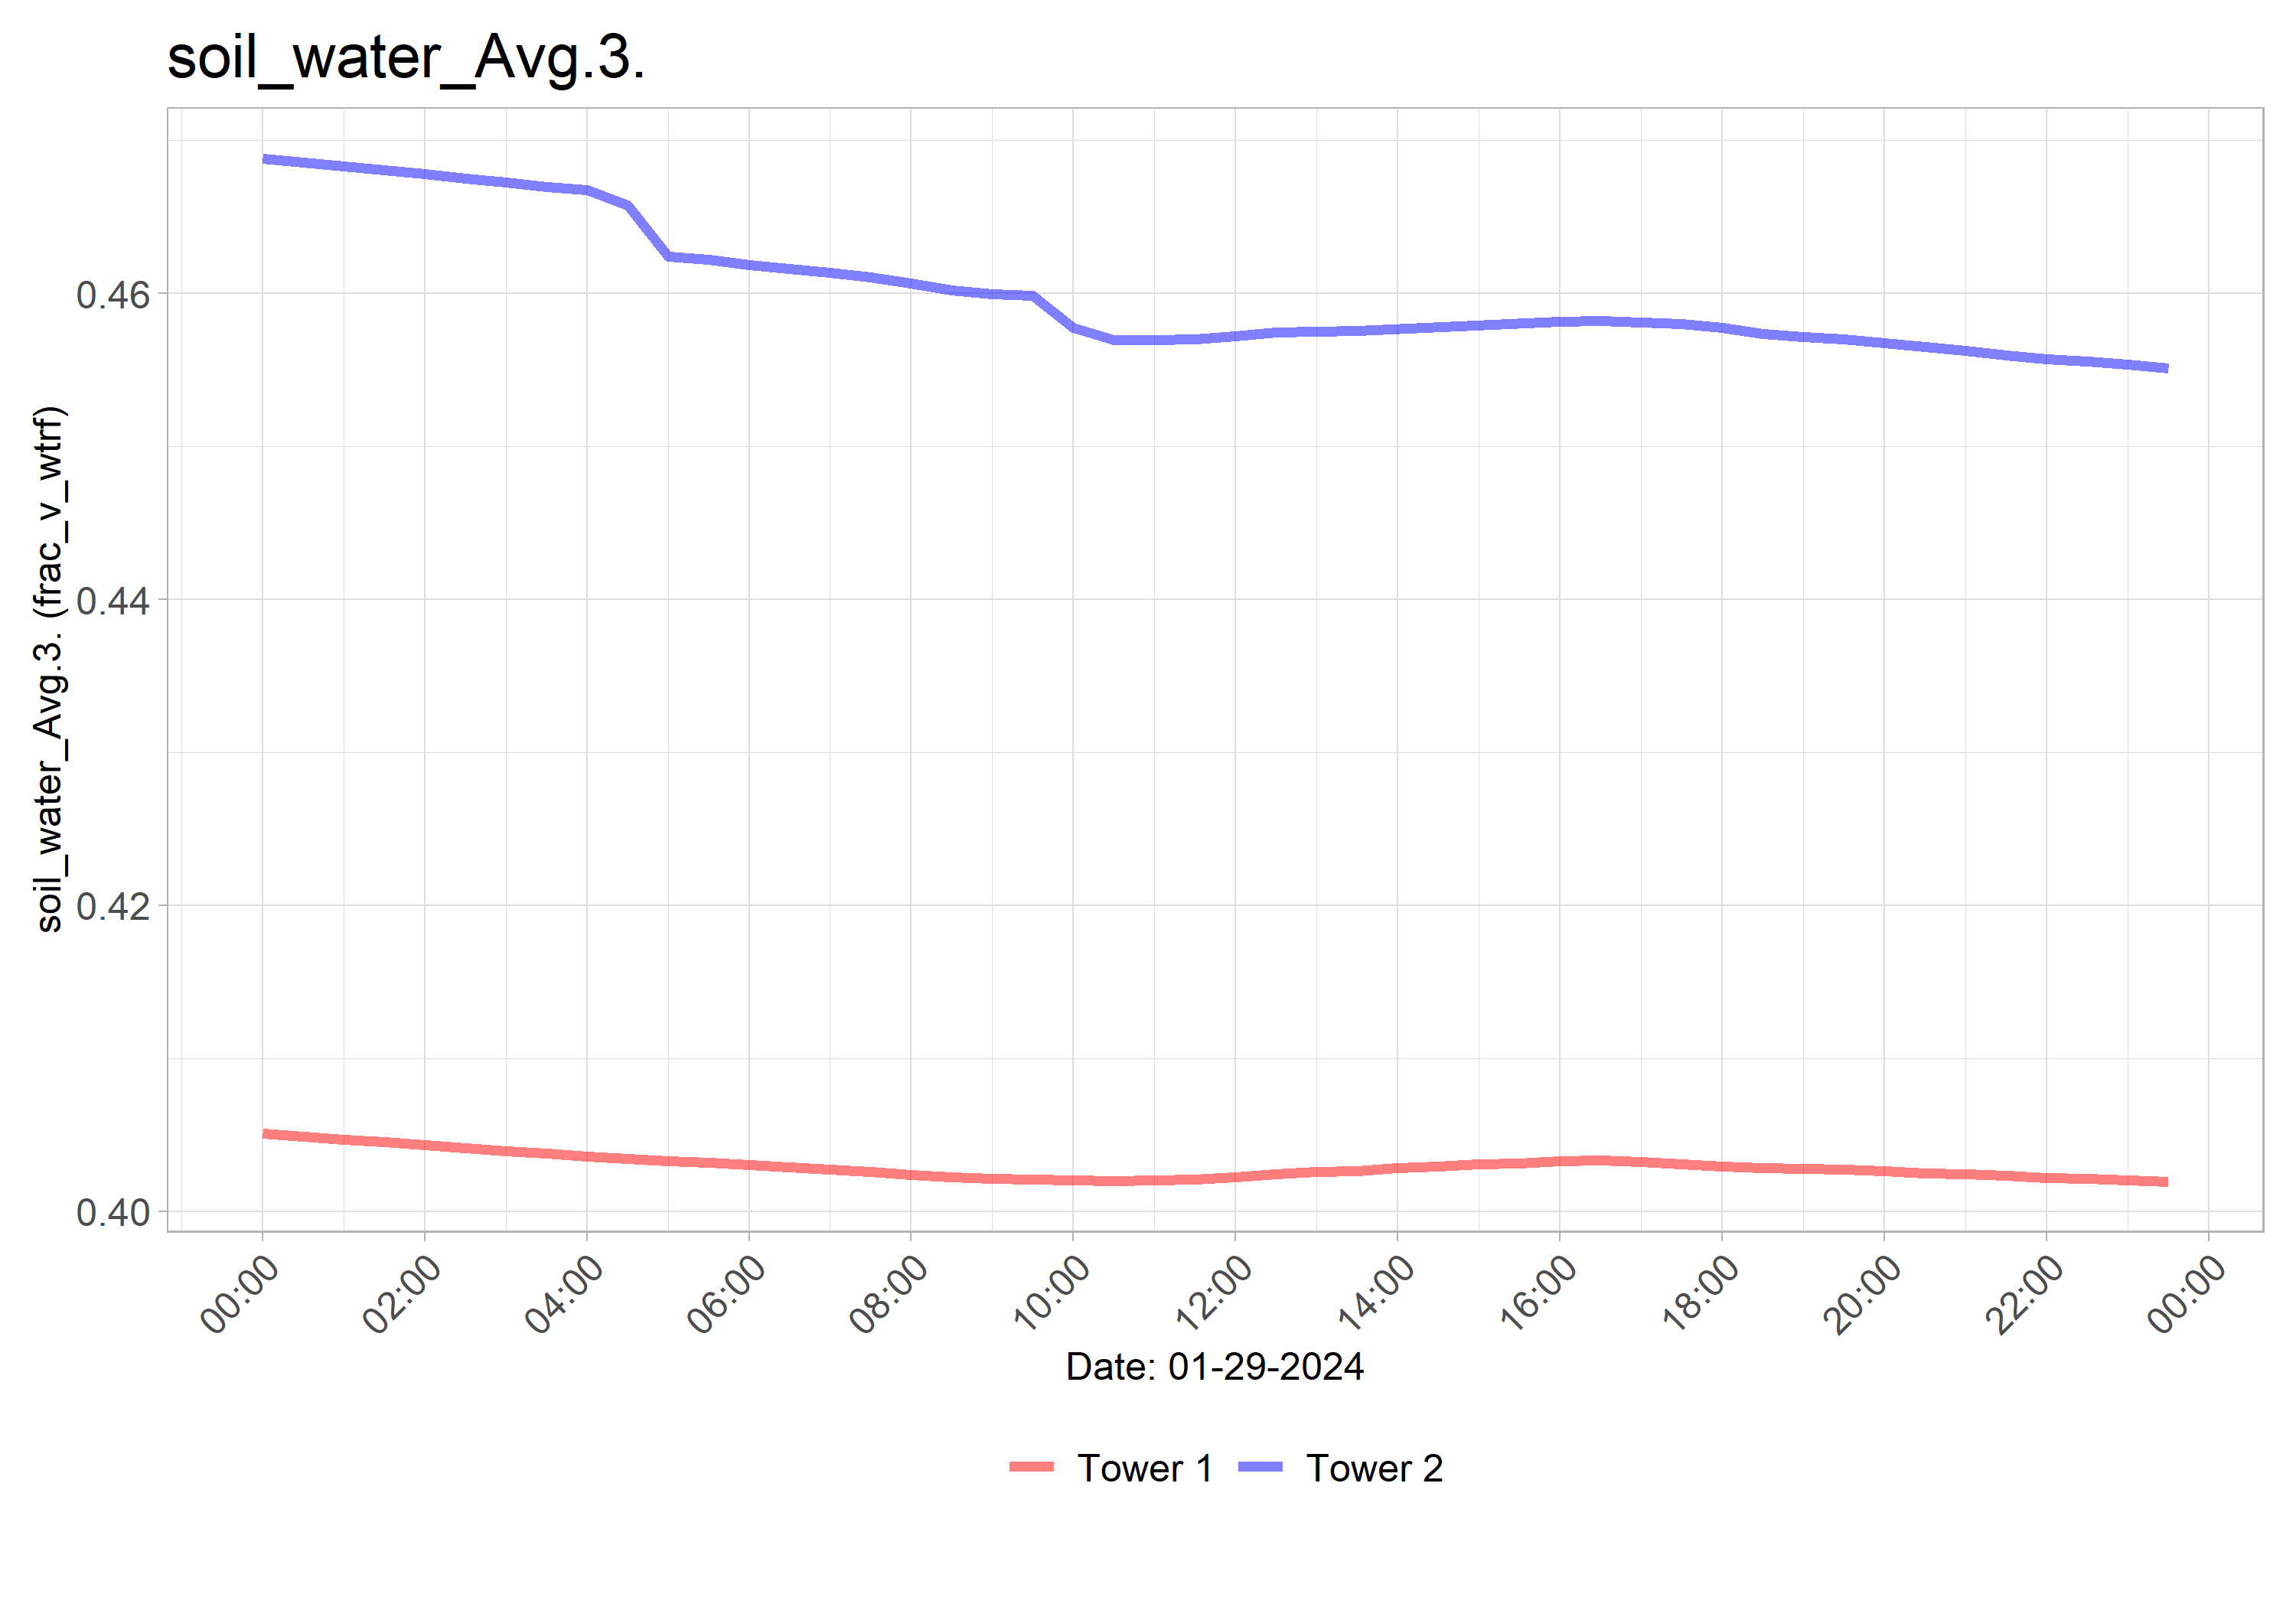 soil_water_Avg.3.
soil_water_Avg.3. (frac_v_wtrf)
0.46
0.44
0.42
0.40
00:00 02:00 04:00 06:00 08:00 10:00 12:00 14:00 16:00 18:00 20:00 22:00 00:00
Date: 01-29-2024
Tower 1 Tower 2